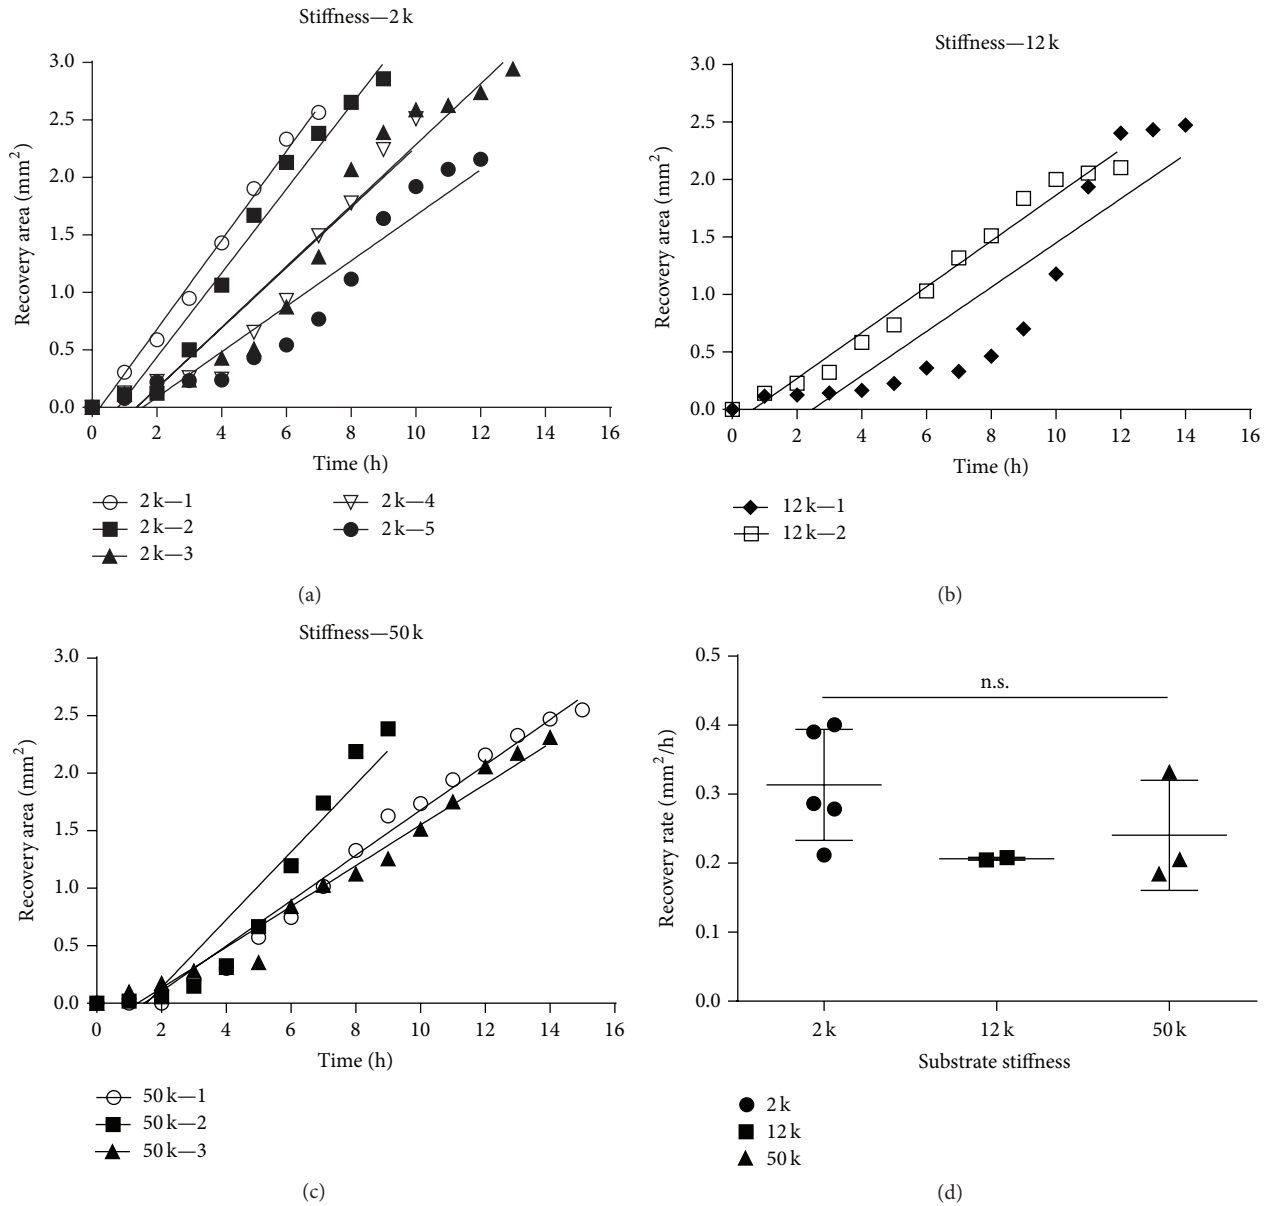 Stiffness—2 k
Recovery area (mm2)
3.0
2.5
2.0
1.5
1.0
0.5
0.0
0 2 4 6 8 10 12 14 16
Time (h)
2 k—1
2 k—2
2 k—3
2 k—4
2 k—5
(a)
Stiffness—12 k
Recovery area (mm2)
3.0
2.5
2.0
1.5
1.0
0.5
0.0
0 2 4 6 8 10 12 14 16
Time (h)
12 k—1
12 k—2
(b)
Stiffness—50 k
Recovery area (mm2)
3.0
2.5
2.0
1.5
1.0
0.5
0.0
0 2 4 6 8 10 12 14 16
Time (h)
50 k—1
50 k—2
50 k—3
(c)
Recovery rate (mm2/h)
0.5
0.4
0.3
0.2
0.1
0.0
n.s.
2 k 12 k 50 k
Substrate stiffness
2 k
12 k
50 k
(d)